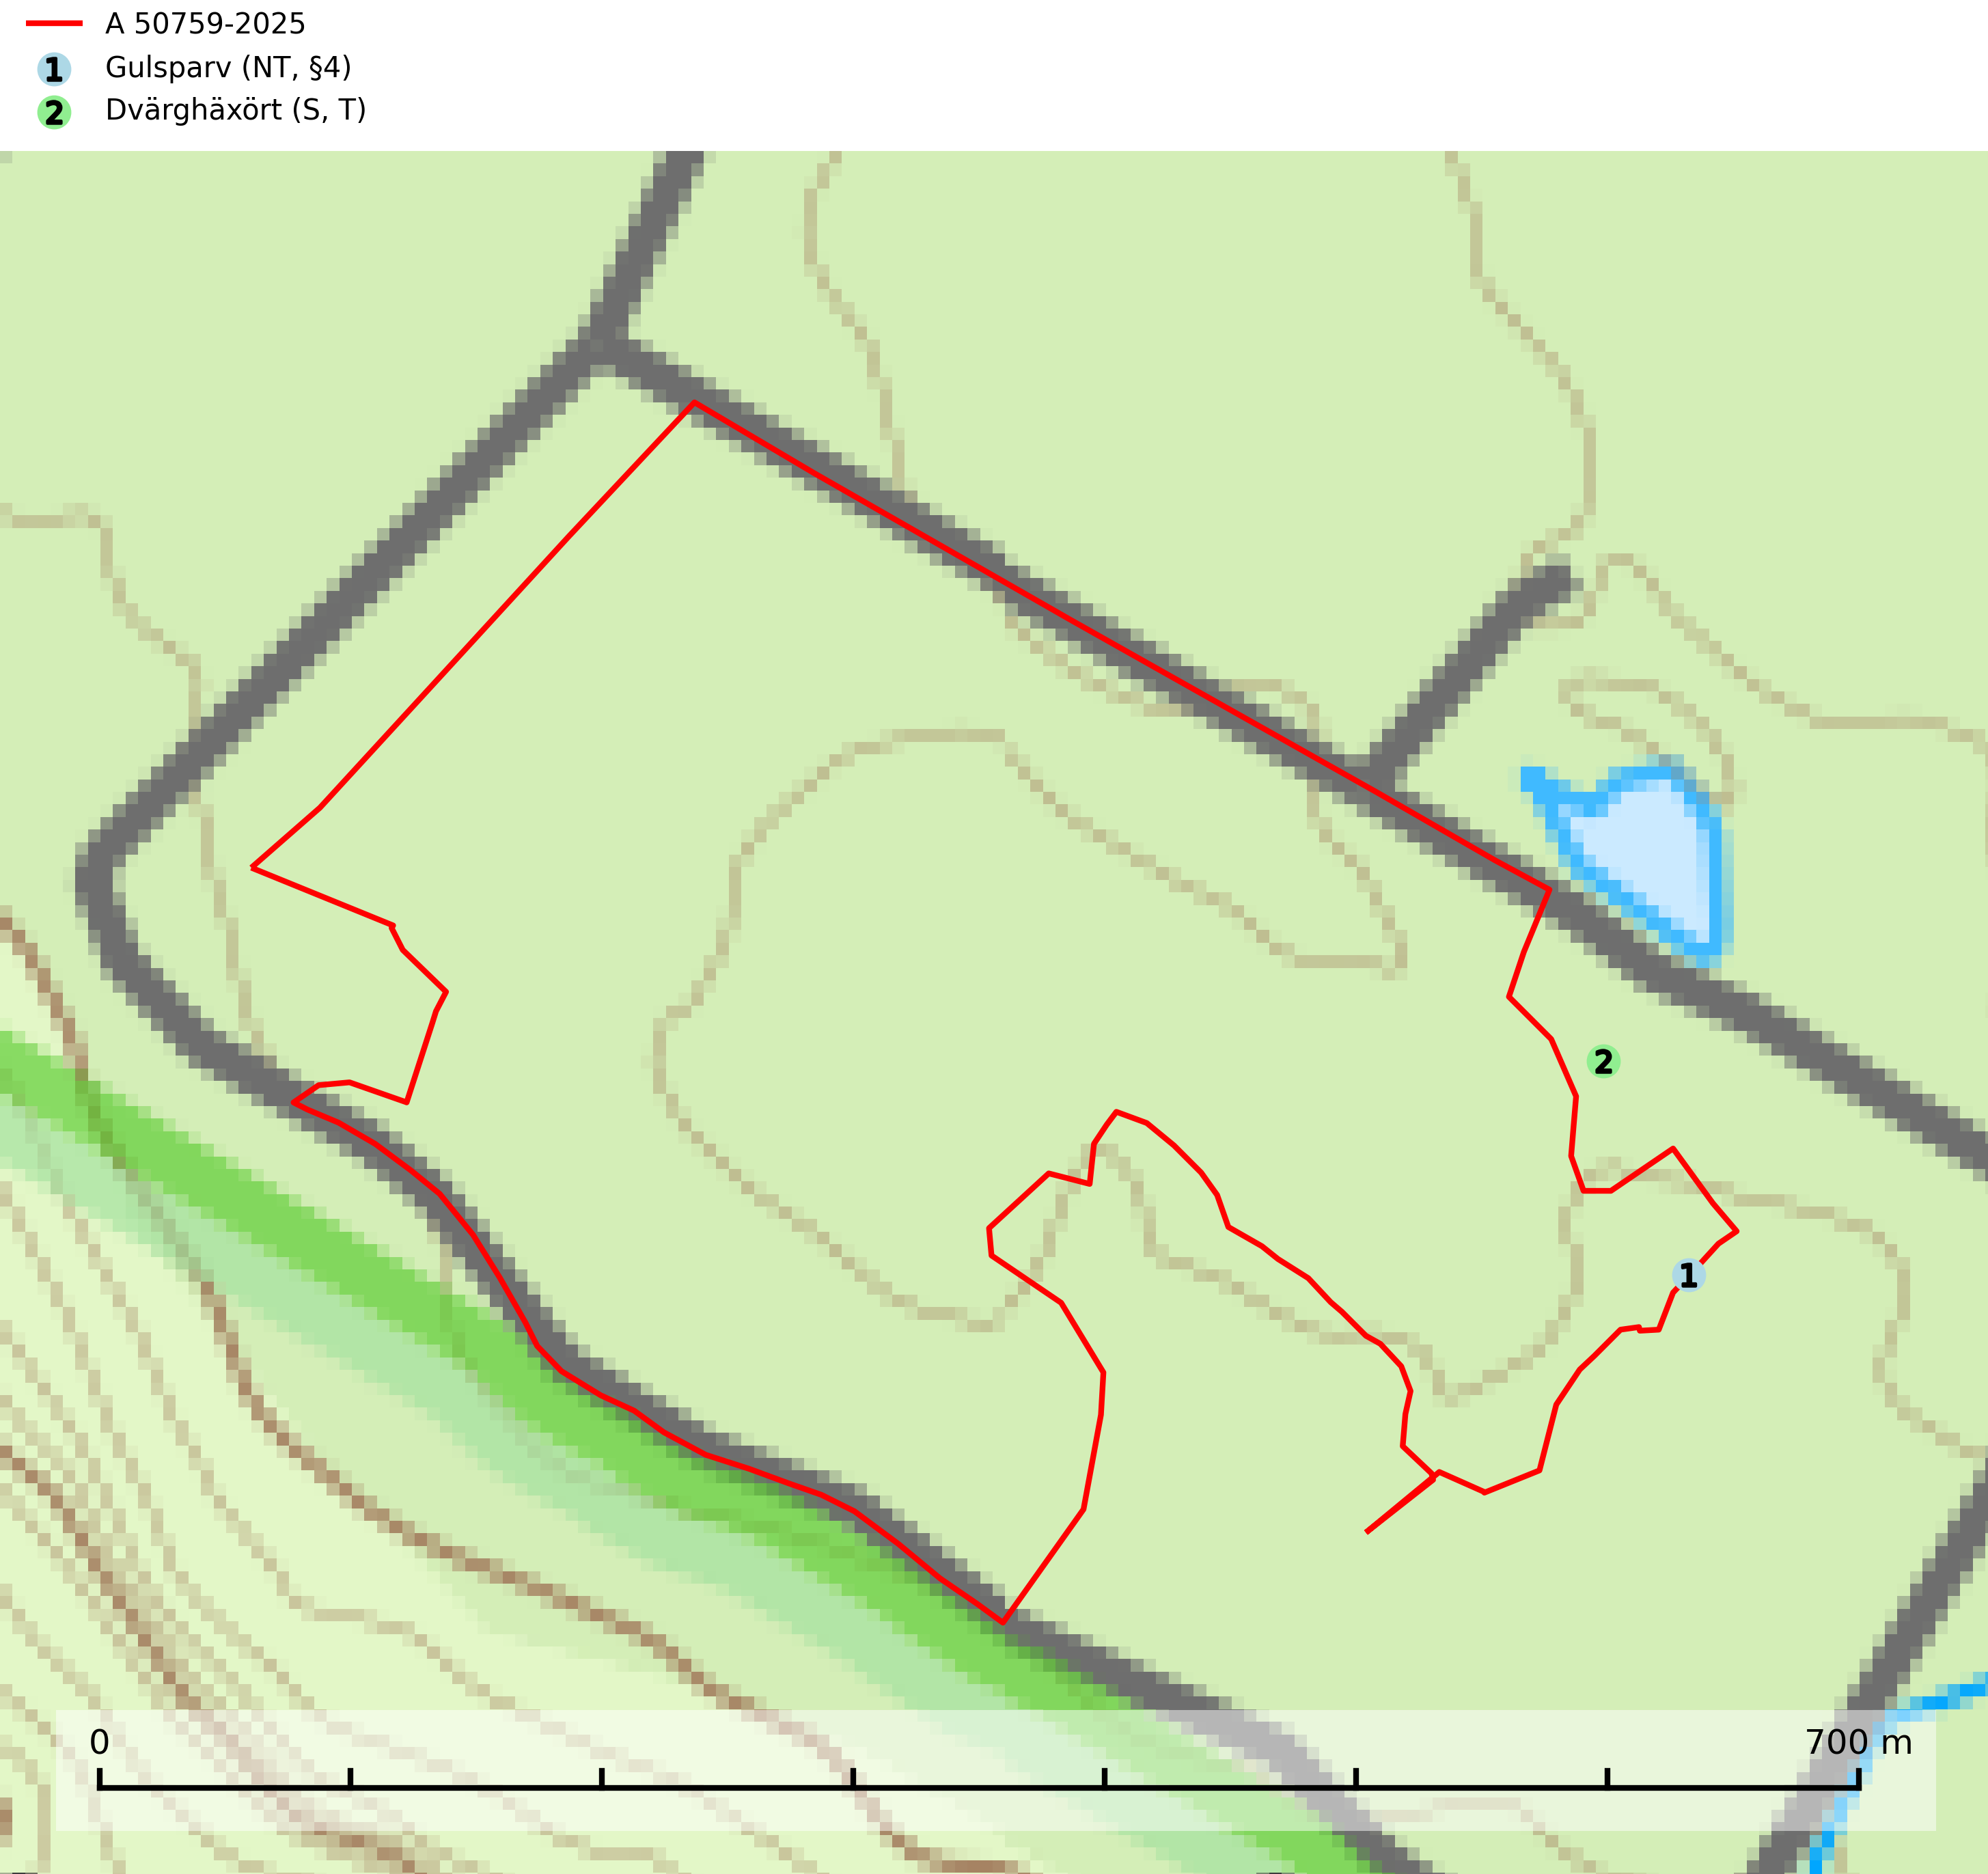 A 50759-2025
1 Gulsparv (NT, §4)
2 Dvärghäxört (S, T)
2
1
0 700 m